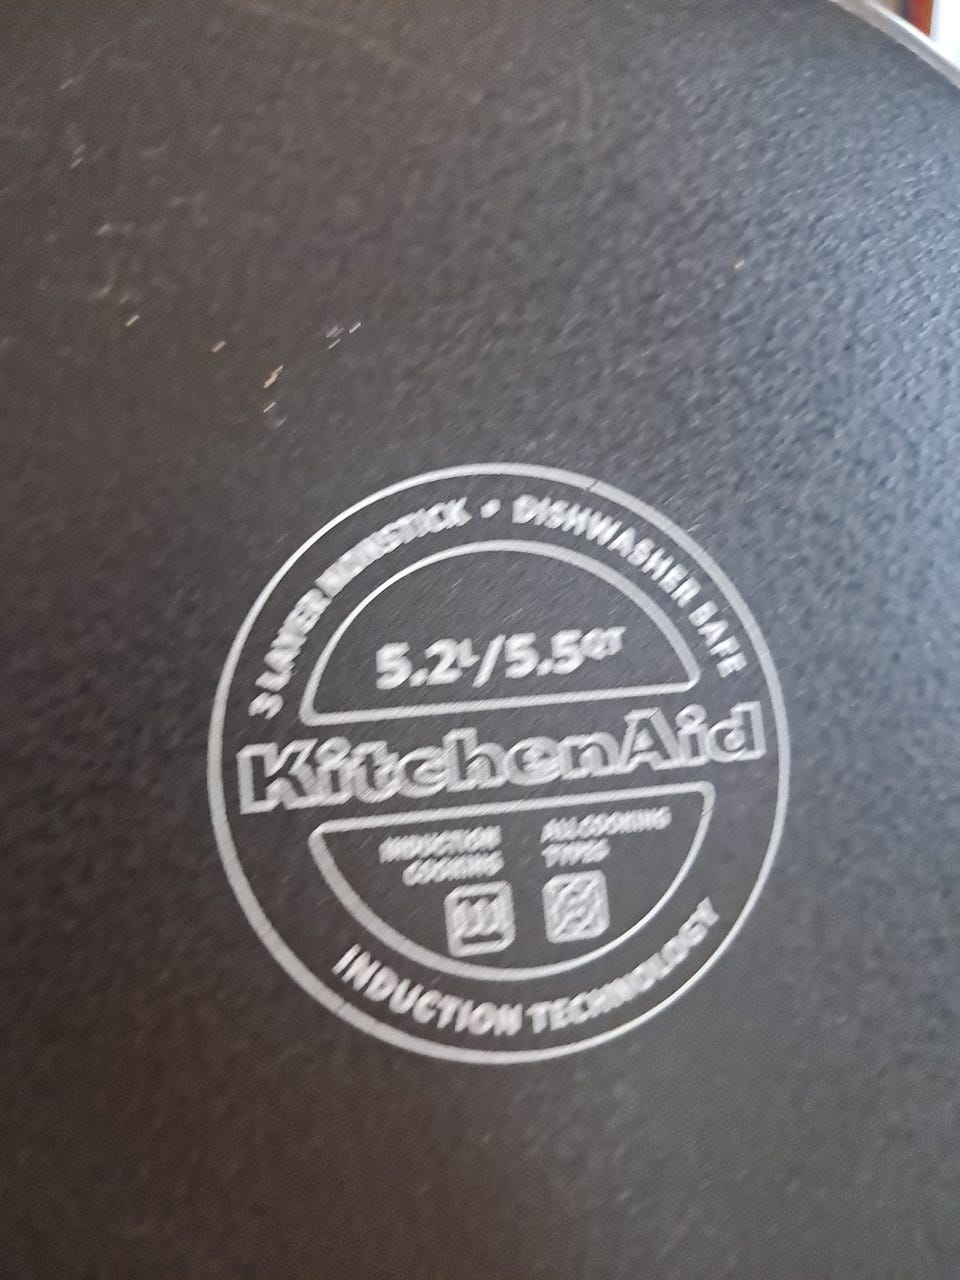 3 LAYER NONSTICK • DISHWASHER SAFE
5.2L/5.5QT
KitchenAid
INDUCTION
COOKING
ALL COOKING
TYPES
INDUCTION TECHNOLOGY